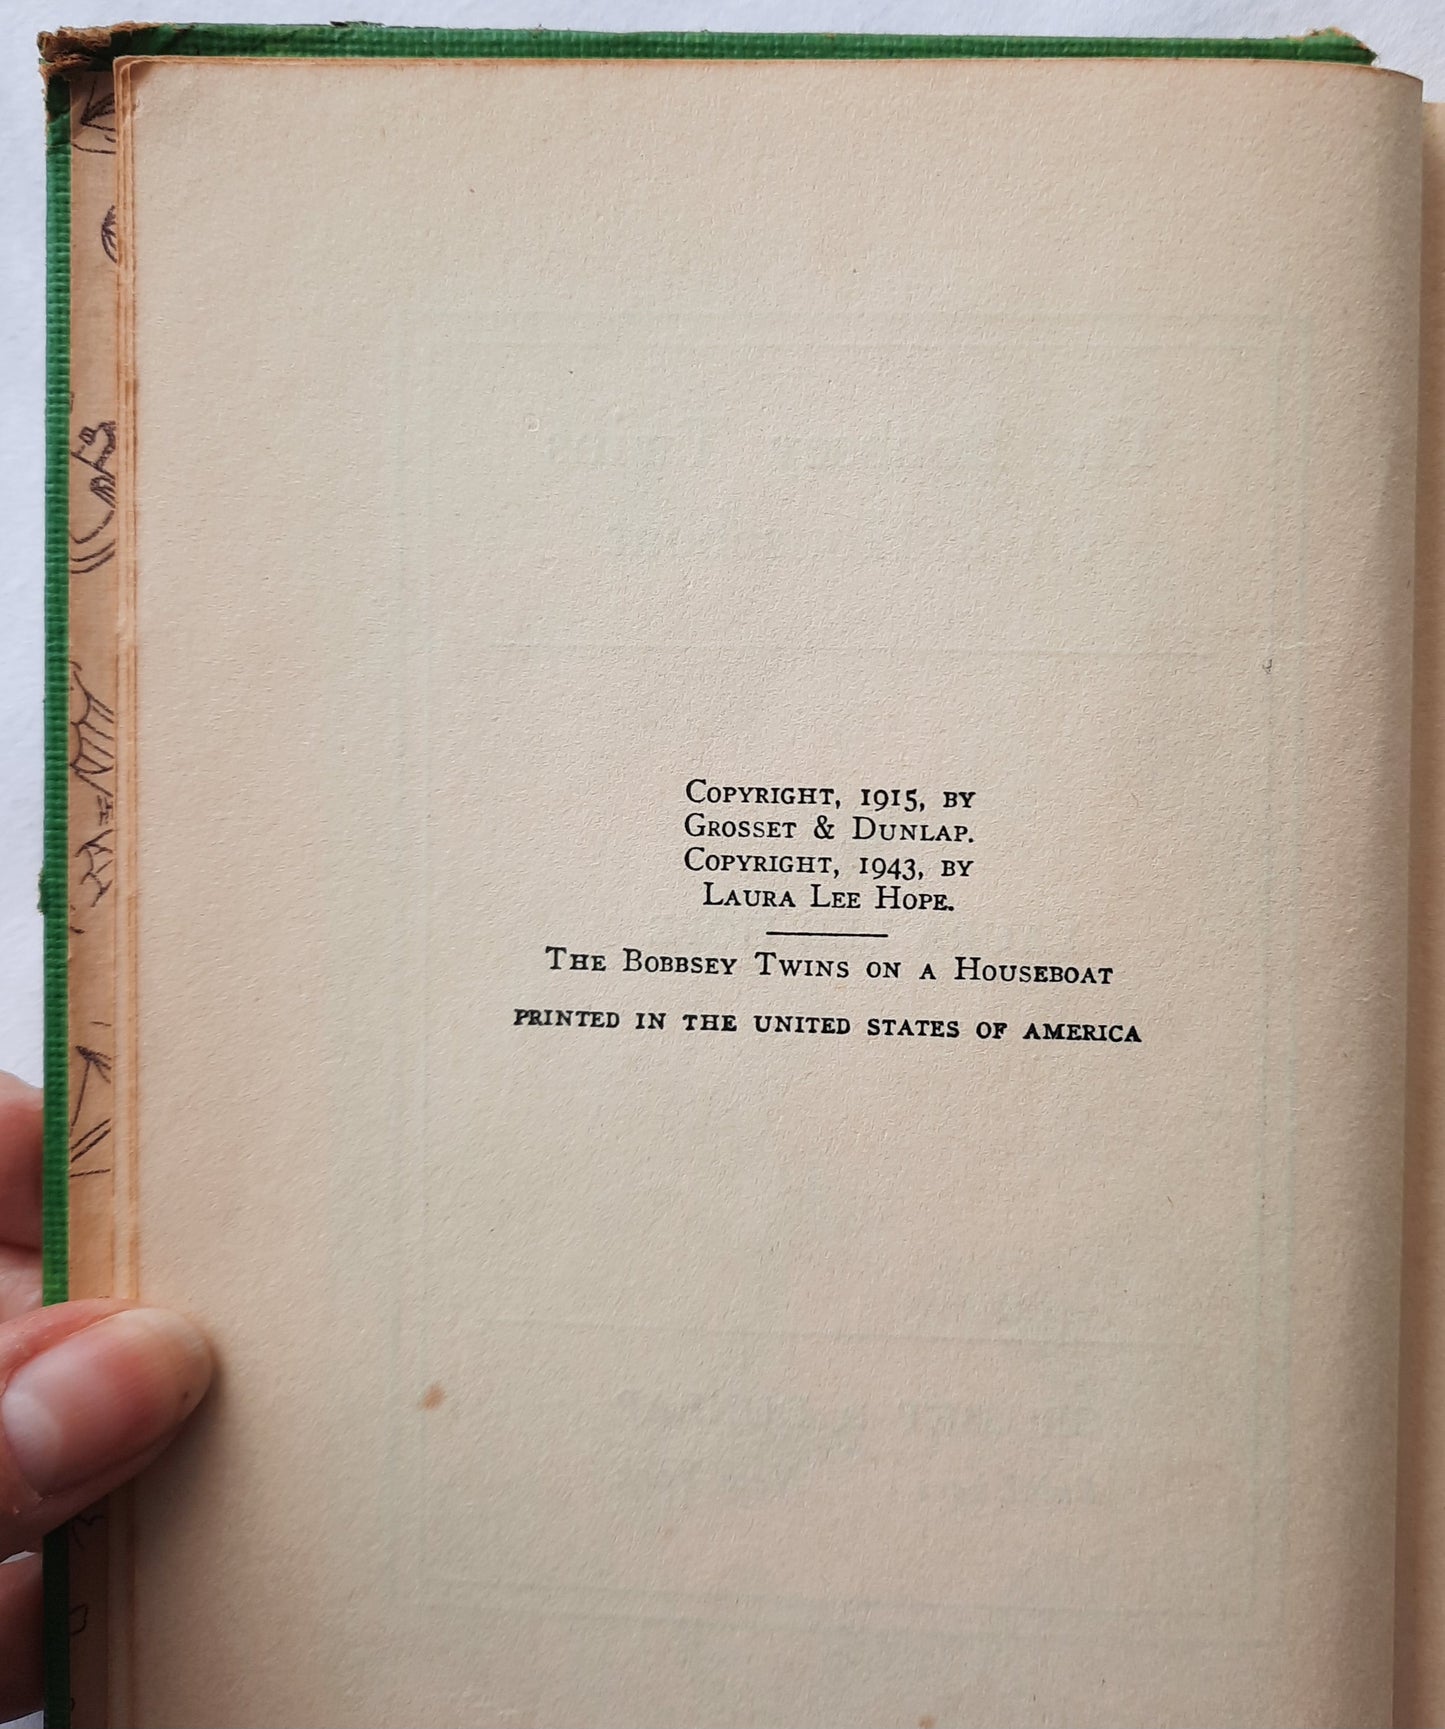 COPYRIGHT, 1915, BY
GROSSET & DUNLAP.
COPYRIGHT, 1943, BY
LAURA LEE HOPE.
THE BOBBSEY TWINS ON A HOUSEBOAT
PRINTED IN THE UNITED STATES OF AMERICA